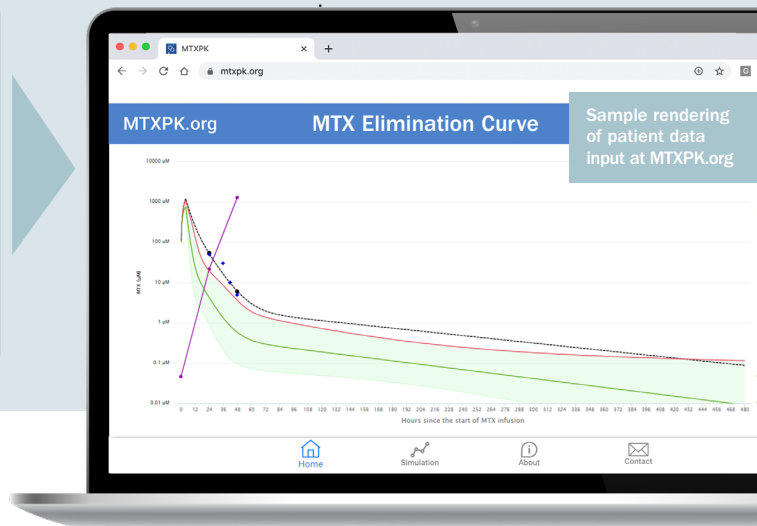 MTXPK
mtxpk.org
G
MTXPK.org
MTX Elimination Curve
Sample rendering
of patient data
input at MTXPK.org
10000 µM
1000 µM
100 µM
10 µM
1 µM
0.1 µM
0.01 µM
MTX (µM)
0 12 24 36 48 60 72 84 96 108 120 132 144 156 168 180 192 204 216 228 240 252 264 276 288 300 312 324 336 348 360 372 384 396 408 420 432 444 456 468 480
Hours since the start of MTX infusion
Home
Simulation
About
Contact